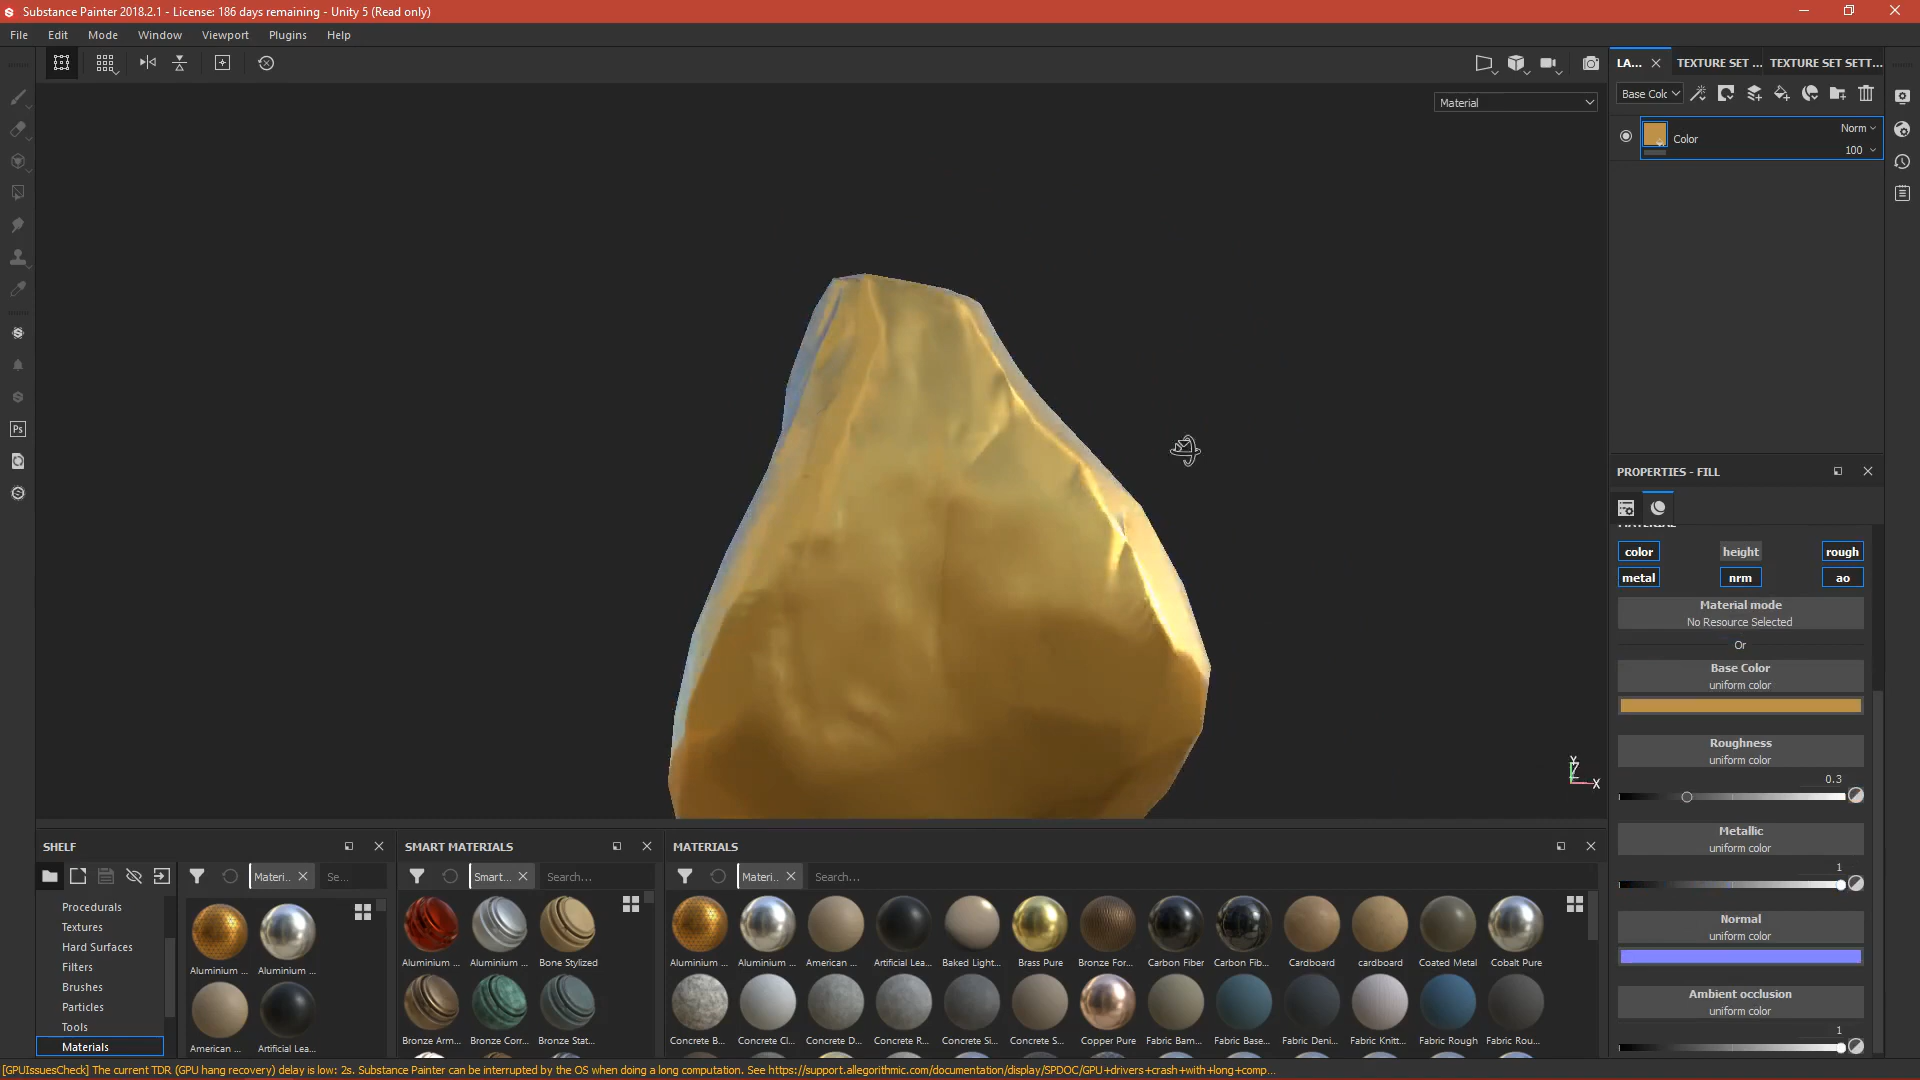 Substance Painter 2018.2.1 - License: 186 days remaining - Unity 5 (Read only)
File Edit Mode Window Viewport Plugins Help
LA... TEXTURE SET ... TEXTURE SET SETT...
Base Colc
Material
Color
Norm
100
Ps
PROPERTIES - FILL
color height rough
metal nrm ao
Material mode
No Resource Selected
Or
Base Color
uniform color
Roughness
uniform color
0.3
Metallic
uniform color
1
Normal
uniform color
Ambient occlusion
uniform color
1
Y
Z
X
SHELF
Materi...
Se...
Procedurals
Textures
Hard Surfaces
Filters
Brushes
Particles
Tools
Materials
Aluminium ... Aluminium ...
American ... Artificial Lea...
SMART MATERIALS
Smart...
Search...
Aluminium ... Aluminium ... Bone Stylized
Bronze Arm... Bronze Corr... Bronze Stat...
MATERIALS
Materi...
Search...
Aluminium ... Aluminium ... American ... Artificial Lea... Baked Light... Brass Pure Bronze For... Carbon Fiber Carbon Fib... Cardboard cardboard Coated Metal Cobalt Pure
Concrete B... Concrete Cl... Concrete D... Concrete R... Concrete Si... Concrete S... Copper Pure Fabric Bam... Fabric Base... Fabric Deni... Fabric Knitt... Fabric Rough Fabric Rou...
[GPUIssuesCheck] The current TDR (GPU hang recovery) delay is low: 2s. Substance Painter can be interrupted by the OS when doing a long computation. See https://support.allegorithmic.com/documentation/display/SPDOC/GPU+drivers+crash+with+long+comp...